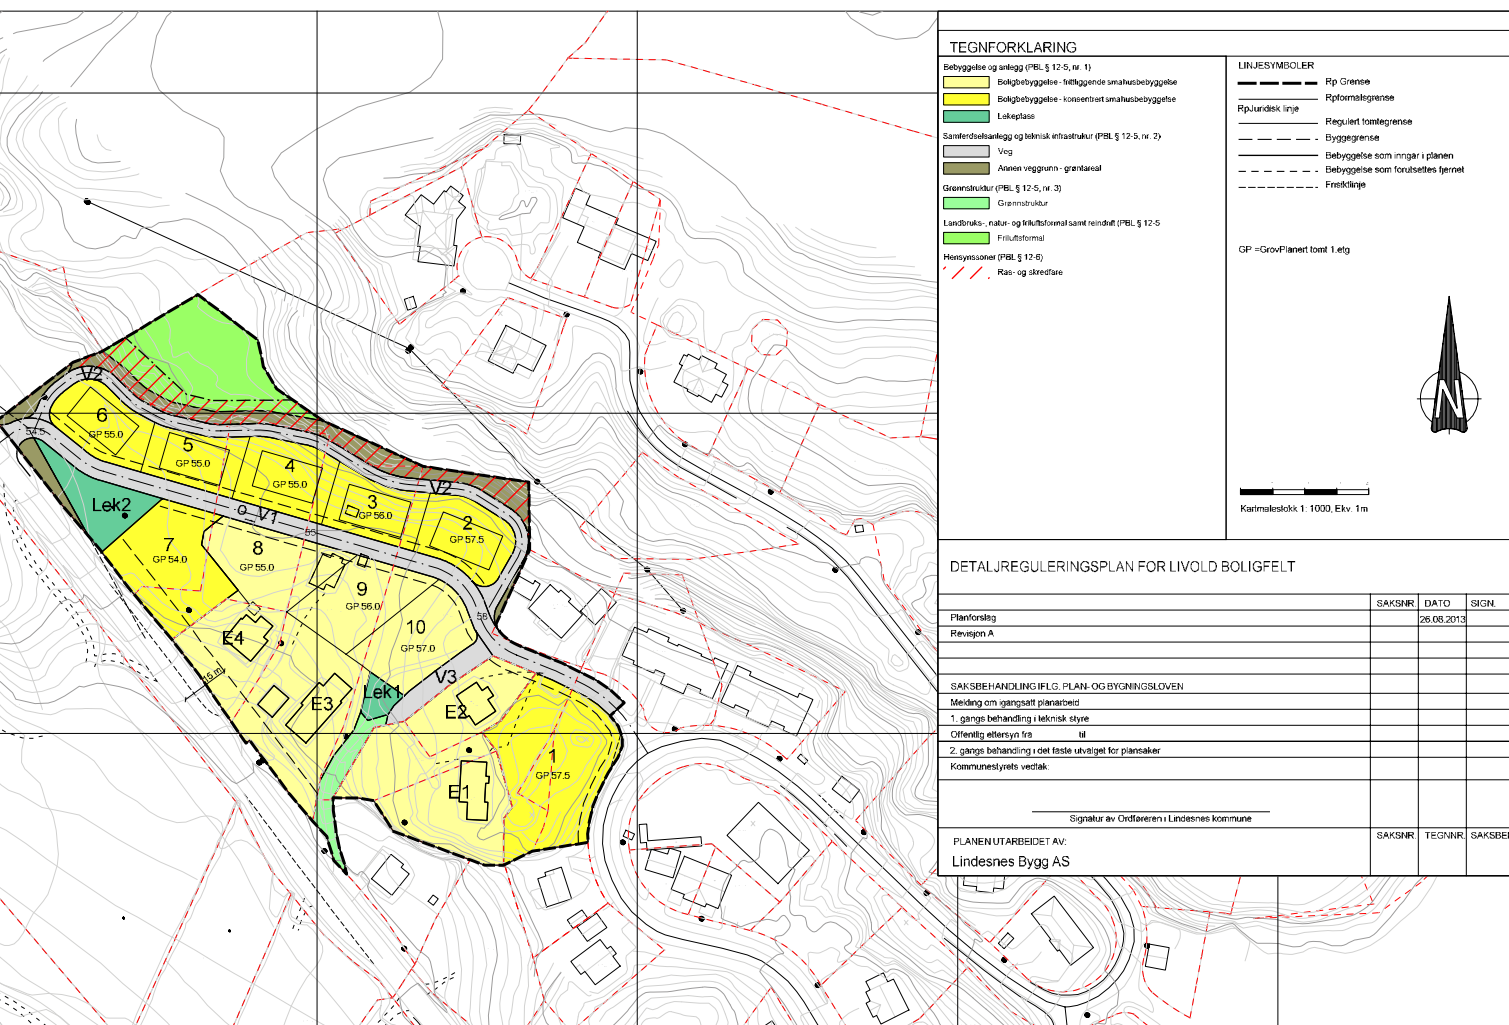 TEGNFORKLARING
Bebyggelse og anlegg (PBL § 12-5, nr. 1)
Boligbebyggelse - frittliggende småhusbebyggelse
Boligbebyggelse - konsentrert småhusbebyggelse
Lekeplass
Samferdselsanlegg og teknisk infrastrukur (PBL § 12-5, nr. 2)
Veg
Annen veggrunn - grøntareal
Grønnstruktur (PBL § 12-5, nr. 3)
Grønnstruktur
Landbruks-, natur- og friluftsformål samt reindrift (PBL § 12-5
Friluftsformål
Hensynssoner (PBL § 12-6)
Ras- og skredfare
LINJESYMBOLER
Rp Grense
Rpformålsgrense
RpJuridisk linje
Regulert tomtegrense
Byggegrense
Bebyggelse som inngår i planen
Bebyggelse som forutsettes fjernet
Frisiktlinje
GP =GrovPlanert tomt 1.etg
N
Kartmålestokk 1: 1000, Ekv. 1m
DETALJREGULERINGSPLAN FOR LIVOLD BOLIGFELT
SAKSNR. DATO SIGN.
Planforslag 26.08.2013
Revisjon A
SAKSBEHANDLING IFLG. PLAN- OG BYGNINGSLOVEN
Melding om igangsatt planarbeid
1. gangs behandling i teknisk styre
Offentlig ettersyn fra til
2. gangs behandling i det faste utvalget for plansaker
Kommunestyrets vedtak:
Signatur av Ordføreren i Lindesnes kommune
PLANEN UTARBEIDET AV:
Lindesnes Bygg AS
SAKSNR. TEGNNR. SAKSBEH
V2
6
GP 55.0
54.5
5
GP 55.0
4
GP 55.0
3
GP 56.0
V2
2
GP 57.5
Lek2
V1
55
7
GP 54.0
8
GP 55.0
9
GP 56.0
10
GP 57.0
58
E4
15 m
E3
Lek1
V3
E2
E1
1
GP 57.5